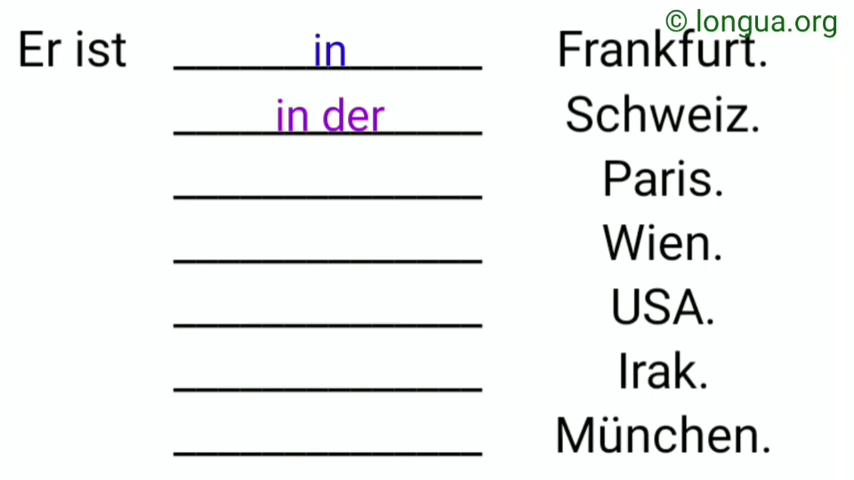 © longua.org
Er ist in Frankfurt.
in der Schweiz.
Paris.
Wien.
USA.
Irak.
München.